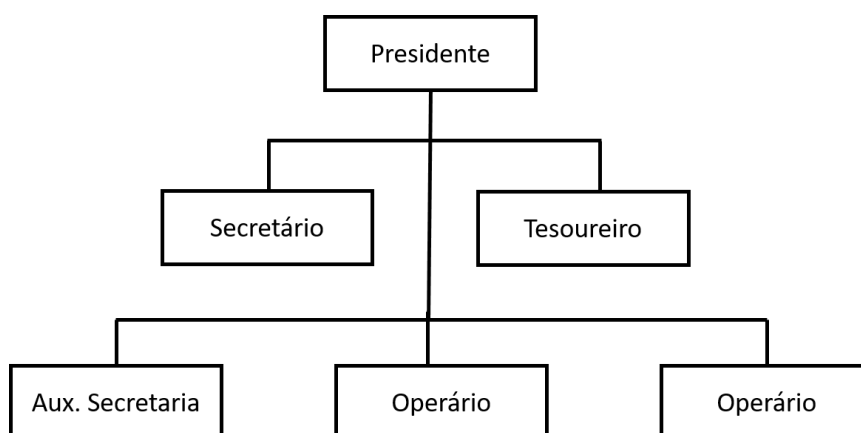 Presidente
Secretário
Tesoureiro
Aux. Secretaria
Operário
Operário